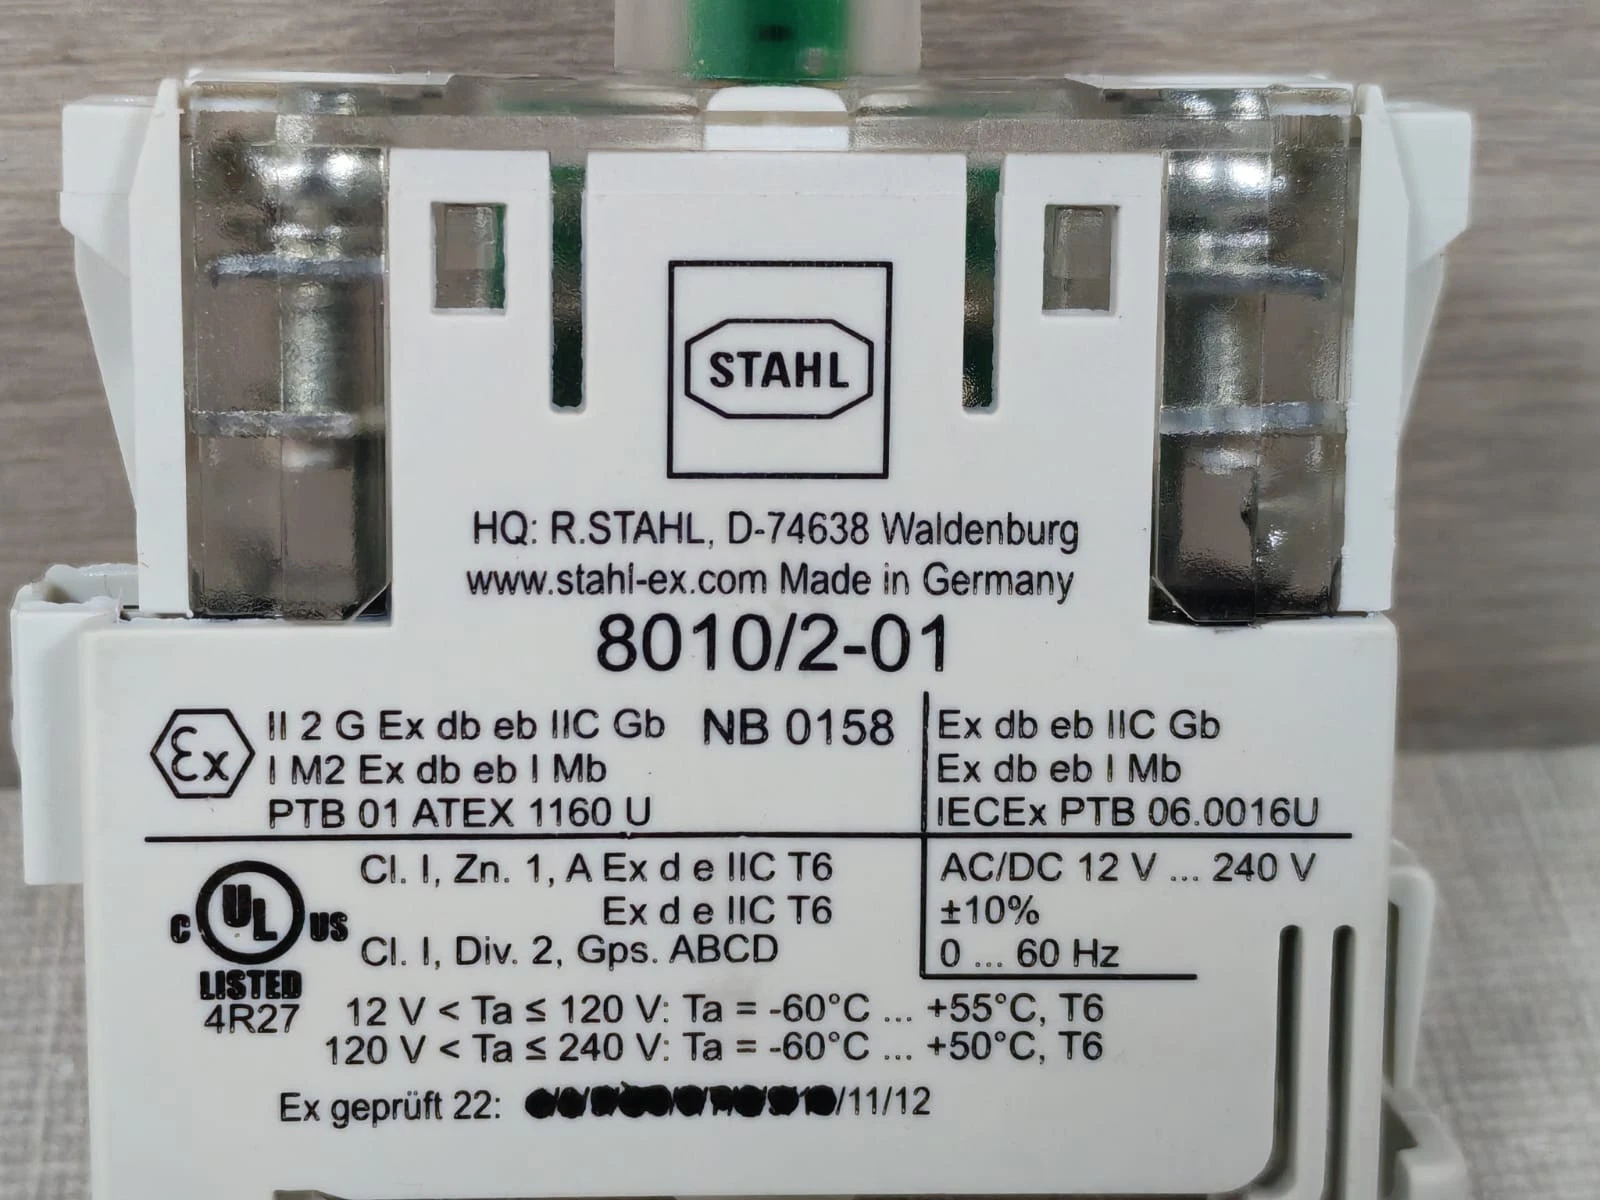 STAHL
HQ: R.STAHL, D-74638 Waldenburg
www.stahl-ex.com Made in Germany
8010/2-01
Ex II 2 G Ex db eb IIC Gb NB 0158
I M2 Ex db eb I Mb
PTB 01 ATEX 1160 U
Ex db eb IIC Gb
Ex db eb I Mb
IECEx PTB 06.0016U
C UL US
LISTED
4R27
Cl. I, Zn. 1, A Ex d e IIC T6
Ex d e IIC T6
Cl. I, Div. 2, Gps. ABCD
AC/DC 12 V ... 240 V
±10%
0 ... 60 Hz
12 V < Ta ≤ 120 V: Ta = -60°C ... +55°C, T6
120 V < Ta ≤ 240 V: Ta = -60°C ... +50°C, T6
Ex geprüft 22: /11/12